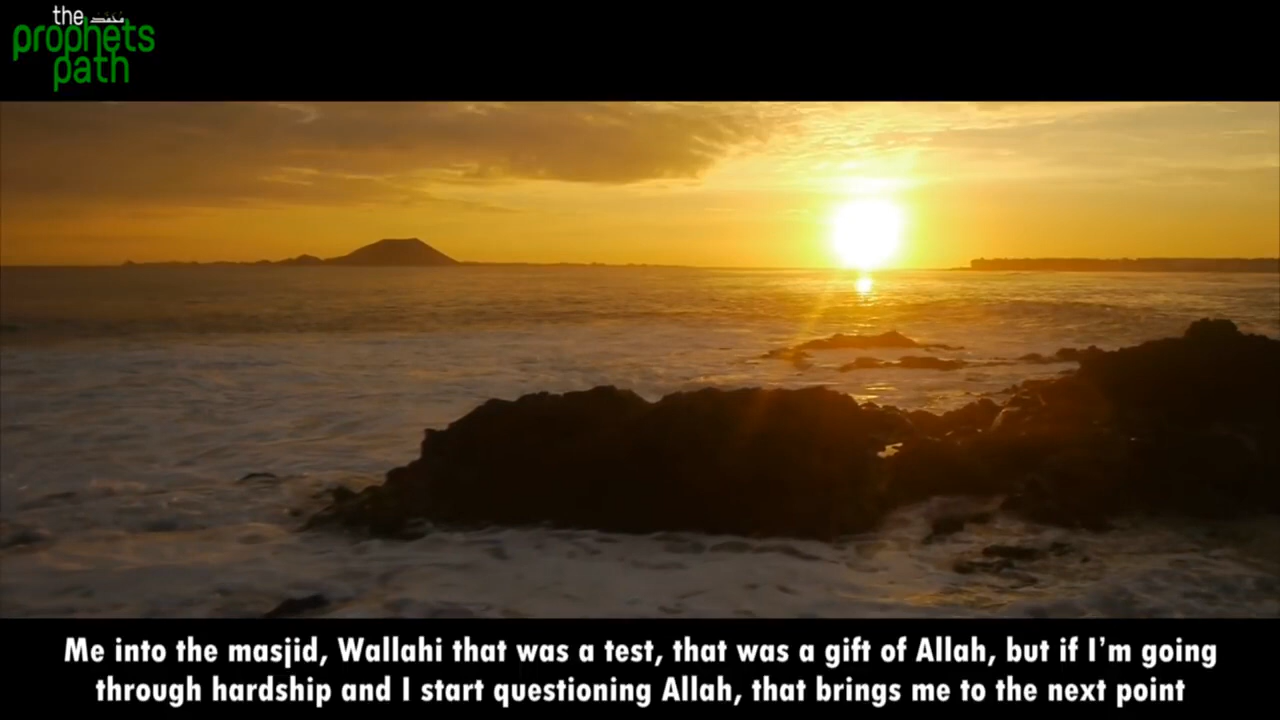 the محمد
prophets
path
Me into the masjid, Wallahi that was a test, that was a gift of Allah, but if I'm going
through hardship and I start questioning Allah, that brings me to the next point